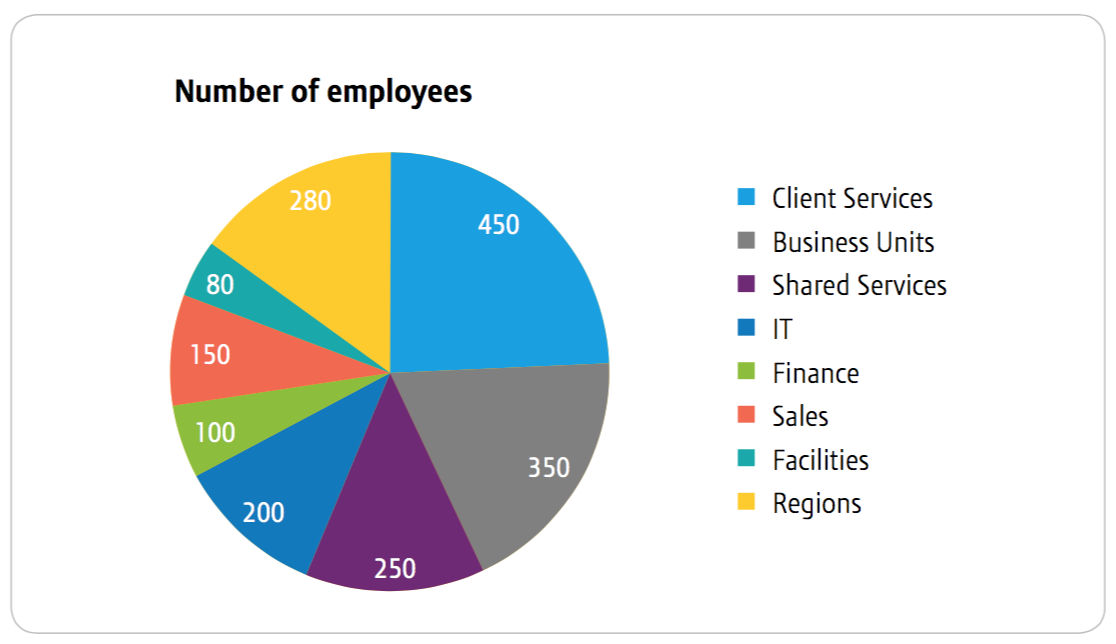 Number of employees
280
450
80
150
100
350
200
250
Client Services
Business Units
Shared Services
IT
Finance
Sales
Facilities
Regions